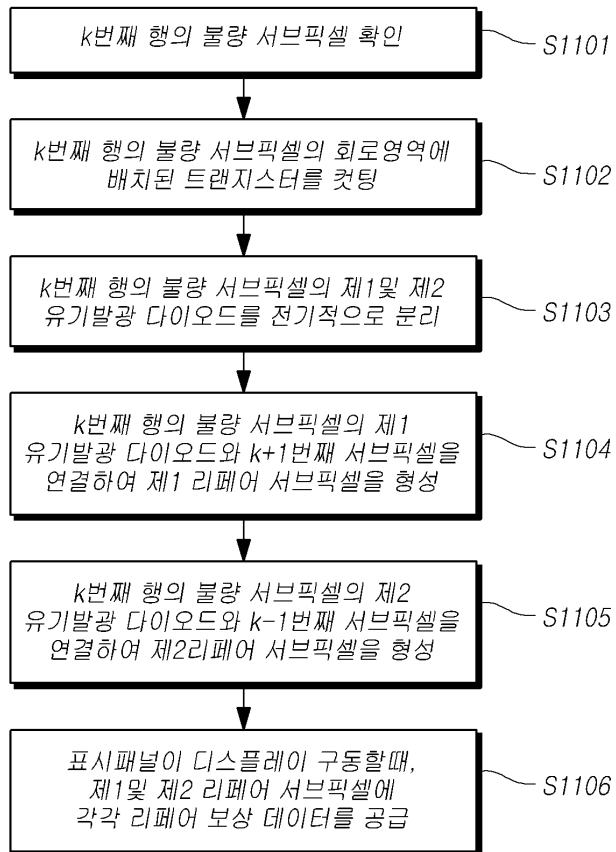 k번째 행의 불량 서브픽셀 확인
S1101
k번째 행의 불량 서브픽셀의 회로영역에
배치된 트랜지스터를 컷팅
S1102
k번째 행의 불량 서브픽셀의 제1및 제2
유기발광 다이오드를 전기적으로 분리
S1103
k번째 행의 불량 서브픽셀의 제1
유기발광 다이오드와 k+1번째 서브픽셀을
연결하여 제1 리페어 서브픽셀을 형성
S1104
k번째 행의 불량 서브픽셀의 제2
유기발광 다이오드와 k-1번째 서브픽셀을
연결하여 제2리페어 서브픽셀을 형성
S1105
표시패널이 디스플레이 구동할때,
제1및 제2 리페어 서브픽셀에
각각 리페어 보상 데이터를 공급
S1106